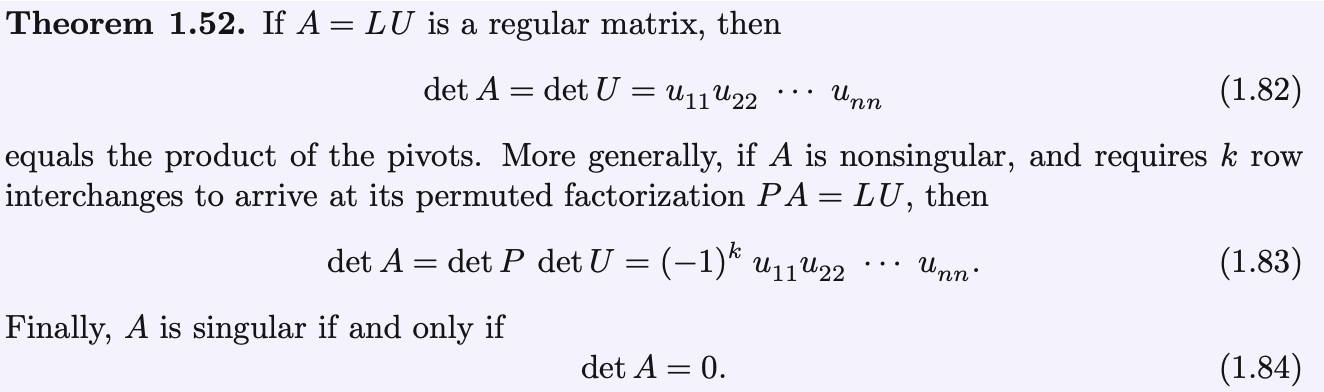 Theorem 1.52. If A = LU is a regular matrix, then
det A = det U = u₁₁u₂₂ ⋯ uₙₙ (1.82)
equals the product of the pivots. More generally, if A is nonsingular, and requires k row
interchanges to arrive at its permuted factorization PA = LU, then
det A = det P det U = (−1)ᵏ u₁₁u₂₂ ⋯ uₙₙ. (1.83)
Finally, A is singular if and only if
det A = 0. (1.84)